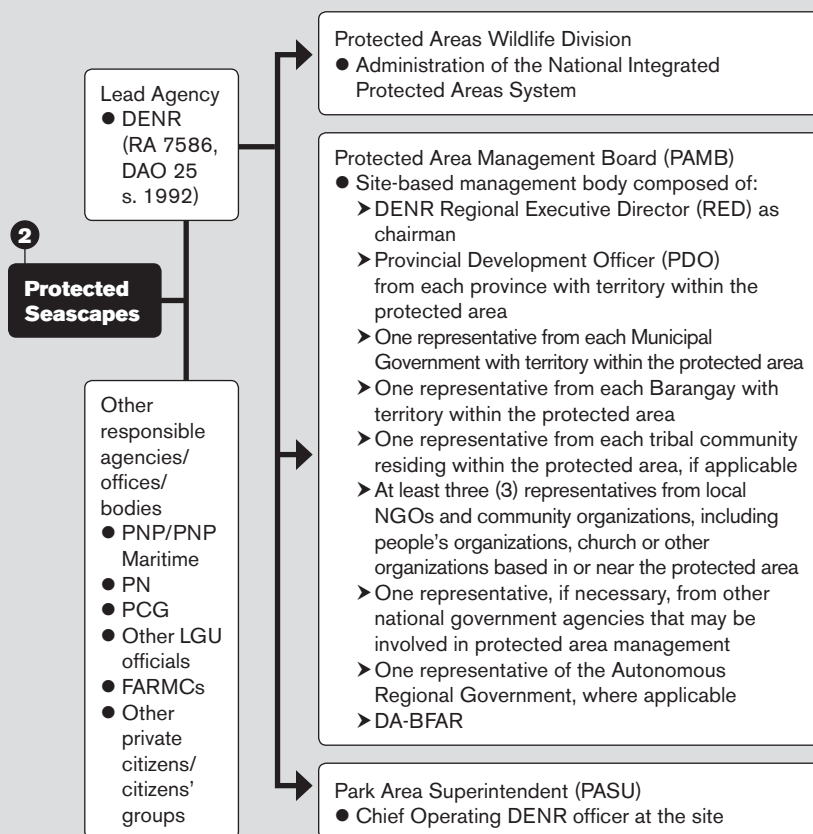 2
Protected
Seascapes
Lead Agency
● DENR
(RA 7586,
DAO 25
s. 1992)
Other
responsible
agencies/
offices/
bodies
● PNP/PNP
Maritime
● PN
● PCG
● Other LGU
officials
● FARMCs
● Other
private
citizens/
citizens'
groups
Protected Areas Wildlife Division
● Administration of the National Integrated
Protected Areas System
Protected Area Management Board (PAMB)
● Site-based management body composed of:
➤ DENR Regional Executive Director (RED) as
chairman
➤ Provincial Development Officer (PDO)
from each province with territory within the
protected area
➤ One representative from each Municipal
Government with territory within the protected area
➤ One representative from each Barangay with
territory within the protected area
➤ One representative from each tribal community
residing within the protected area, if applicable
➤ At least three (3) representatives from local
NGOs and community organizations, including
people's organizations, church or other
organizations based in or near the protected area
➤ One representative, if necessary, from other
national government agencies that may be
involved in protected area management
➤ One representative of the Autonomous
Regional Government, where applicable
➤ DA-BFAR
Park Area Superintendent (PASU)
● Chief Operating DENR officer at the site